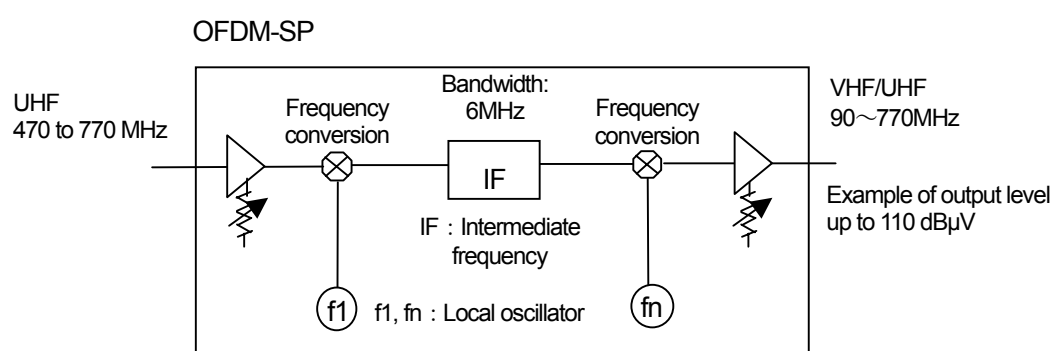 OFDM-SP
UHF
470 to 770 MHz
Frequency
conversion
Bandwidth:
6MHz
Frequency
conversion
VHF/UHF
90～770MHz
IF
IF : Intermediate
frequency
Example of output level
up to 110 dBµV
f1
f1, fn : Local oscillator
fn